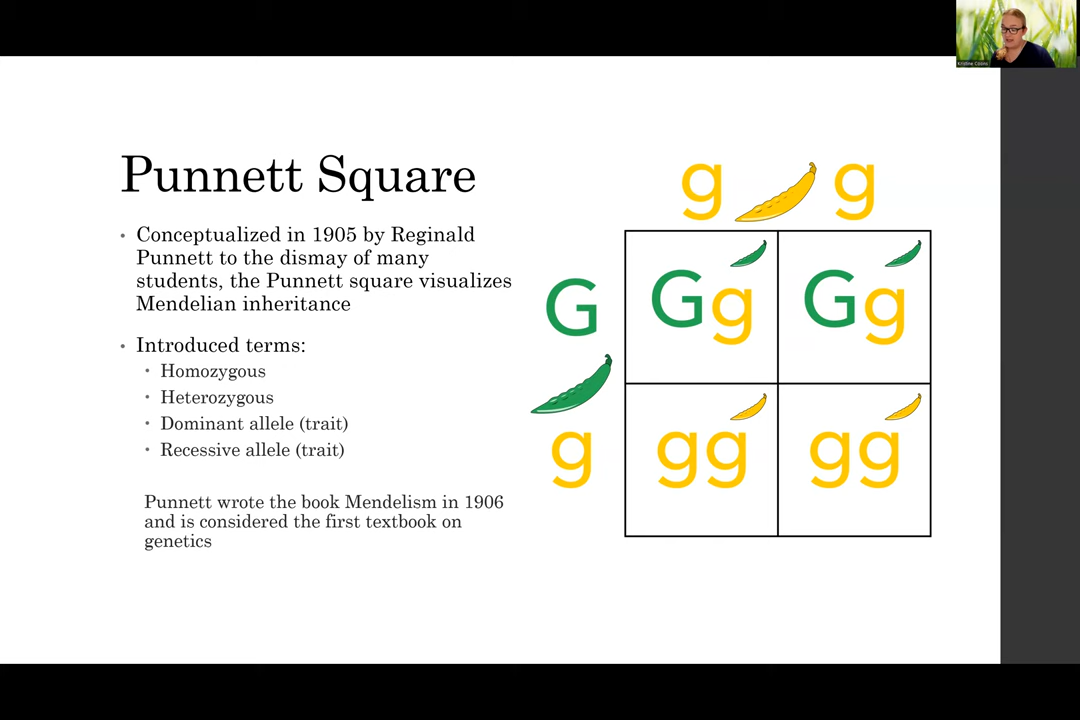 Kristine Collins
Punnett Square
• Conceptualized in 1905 by Reginald
Punnett to the dismay of many
students, the Punnett square visualizes
Mendelian inheritance
• Introduced terms:
• Homozygous
• Heterozygous
• Dominant allele (trait)
• Recessive allele (trait)
Punnett wrote the book Mendelism in 1906
and is considered the first textbook on
genetics
g g
G Gg Gg
g gg gg